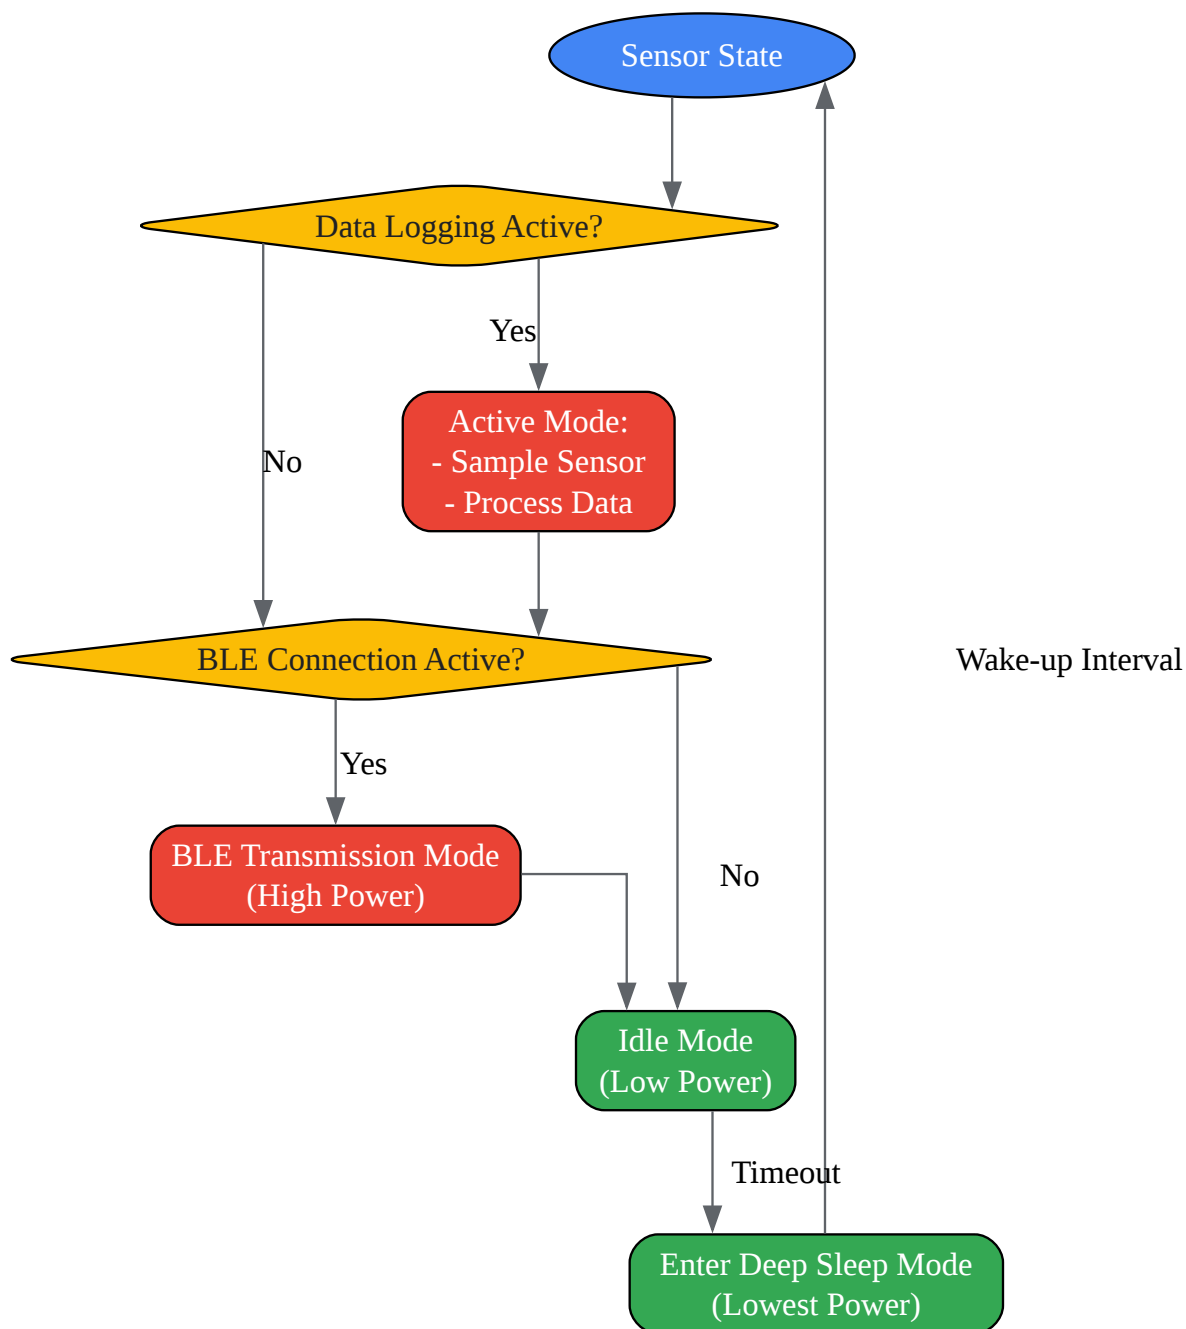 Sensor State
Data Logging Active?
Yes
Active Mode:
- Sample Sensor
- Process Data
No
BLE Connection Active?
Wake-up Interval
Yes
BLE Transmission Mode
(High Power)
No
Idle Mode
(Low Power)
Timeout
Enter Deep Sleep Mode
(Lowest Power)